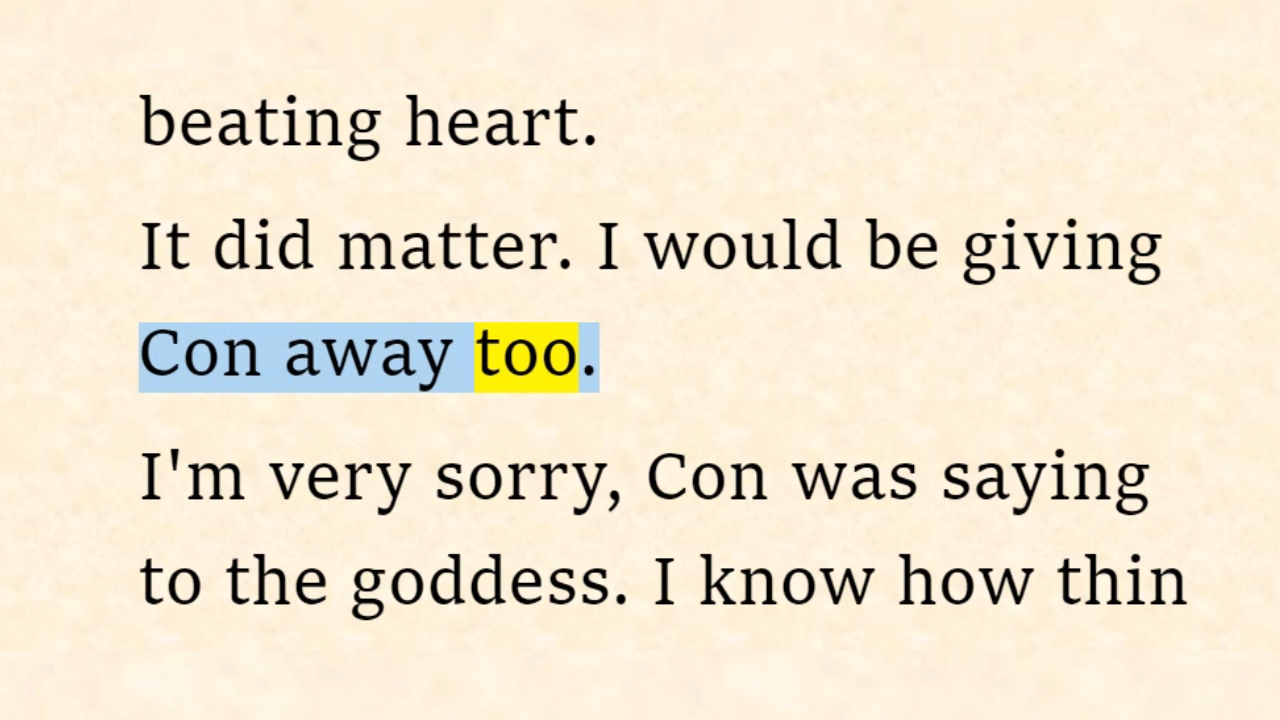 beating heart.
It did matter. I would be giving
Con away too.
I'm very sorry, Con was saying
to the goddess. I know how thin